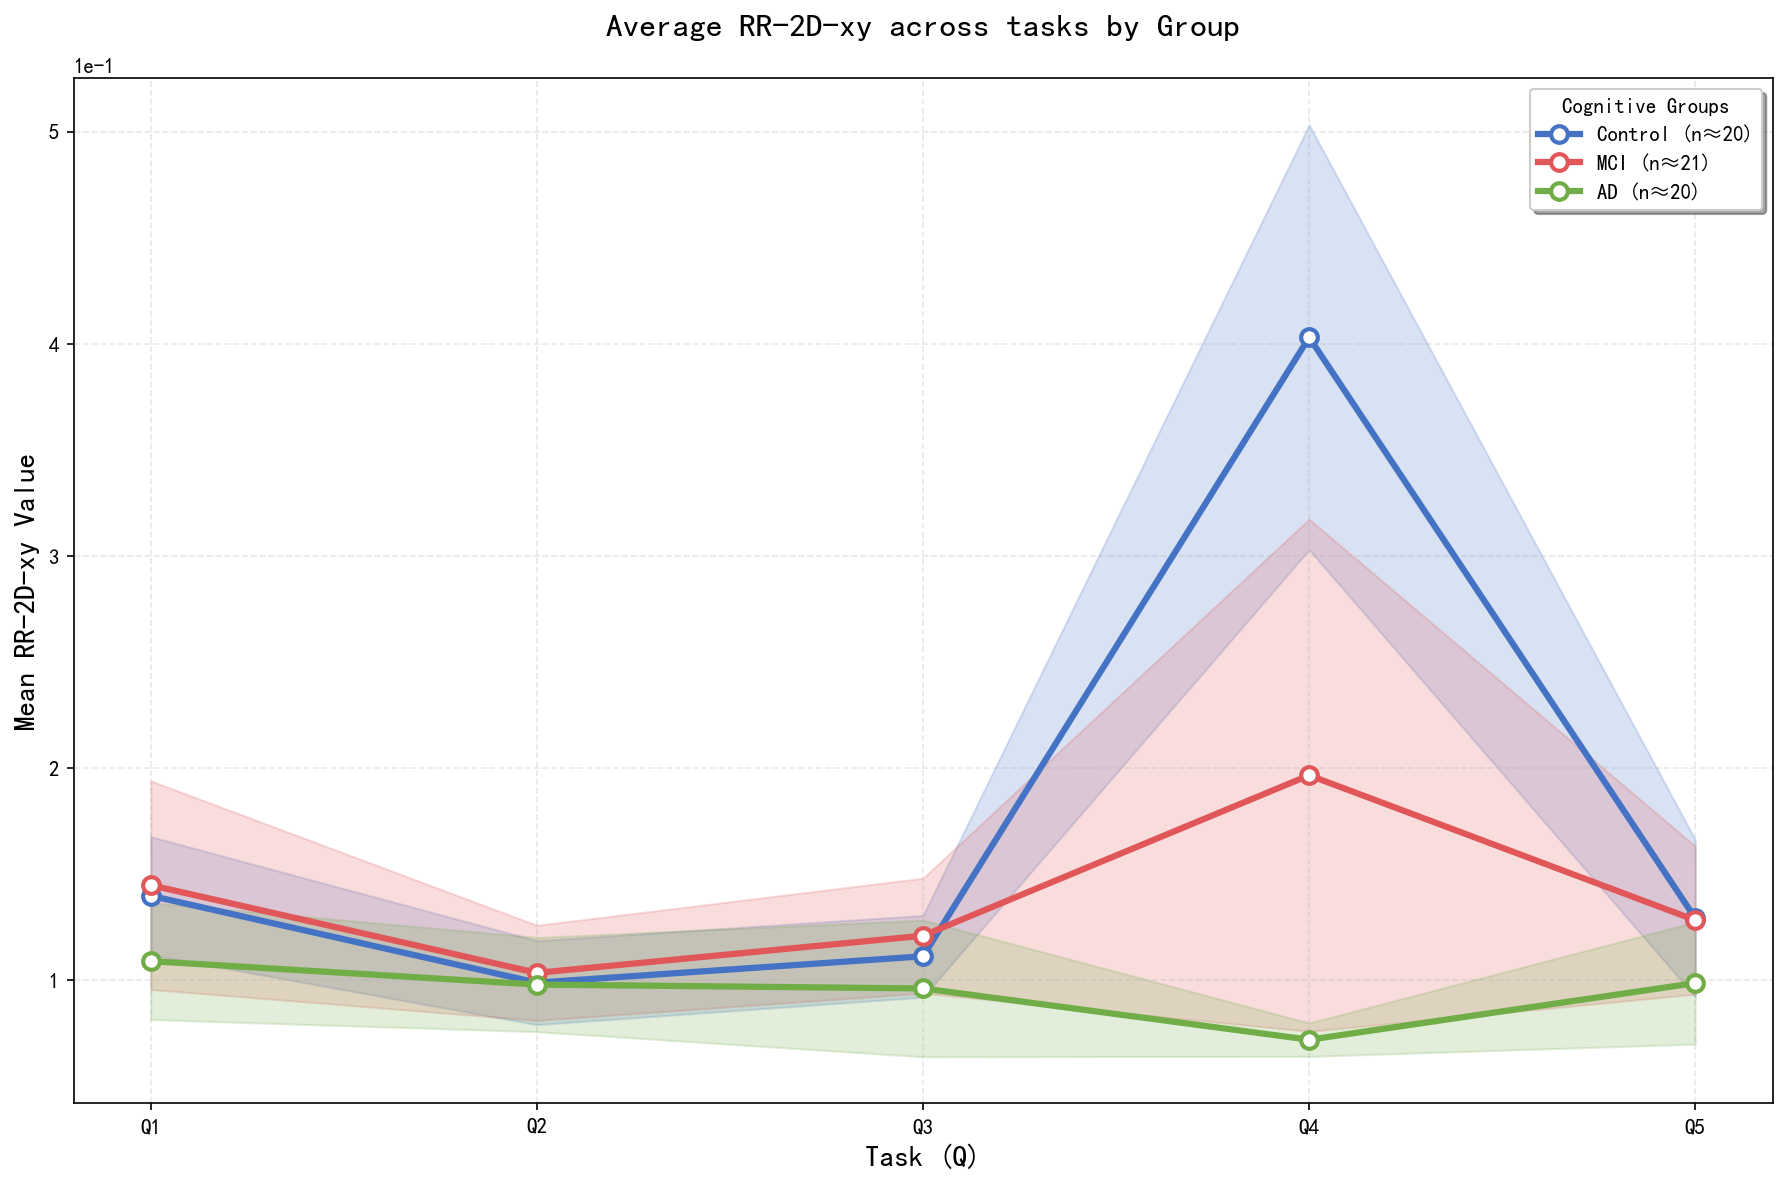 Average RR-2D-xy across tasks by Group
1e-1
Cognitive Groups
Control (n≈20)
MCI (n≈21)
AD (n≈20)
5
4
3
2
1
Mean RR-2D-xy Value
Q1 Q2 Q3 Q4 Q5
Task (Q)